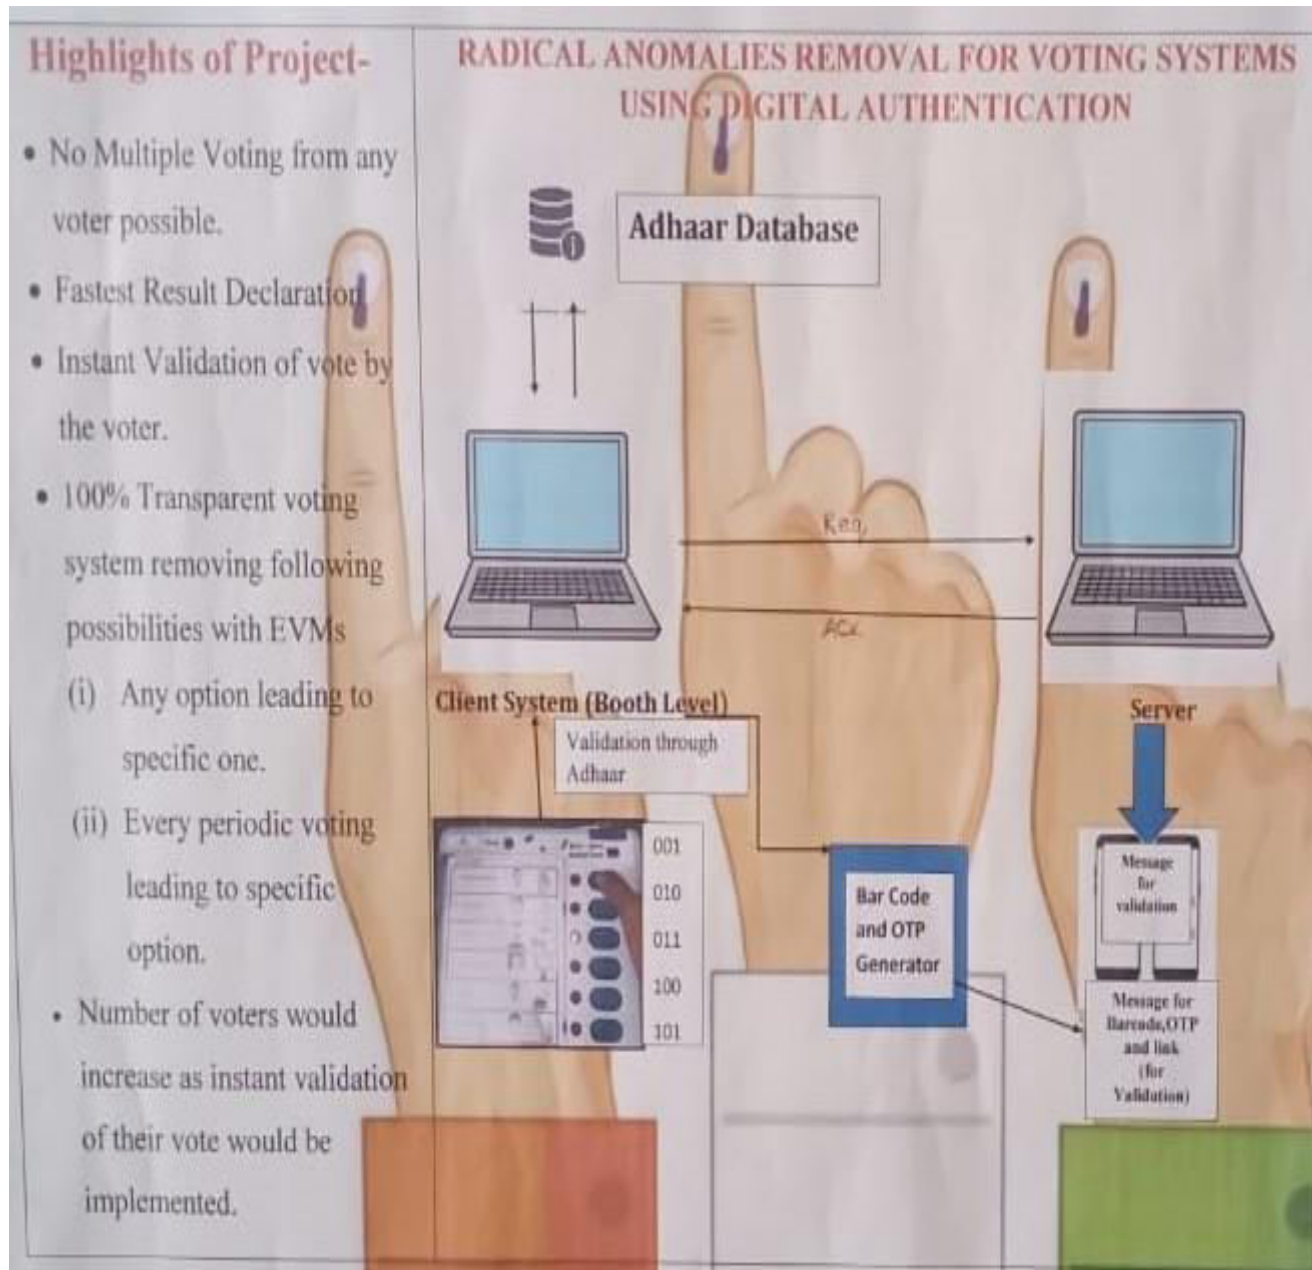 Highlights of Project-
• No Multiple Voting from any
voter possible.
• Fastest Result Declaration
• Instant Validation of vote by
the voter.
• 100% Transparent voting
system removing following
possibilities with EVMs
(i) Any option leading to
specific one.
(ii) Every periodic voting
leading to specific
option.
• Number of voters would
increase as instant validation
of their vote would be
implemented.
RADICAL ANOMALIES REMOVAL FOR VOTING SYSTEMS
USING DIGITAL AUTHENTICATION
Adhaar Database
Req,
Ack
Client System (Booth Level)
Server
Validation through
Adhaar
001
010
011
100
101
Bar Code
and OTP
Generator
Message
for
validation
Message for
Barcode,OTP
and link
(for
Validation)